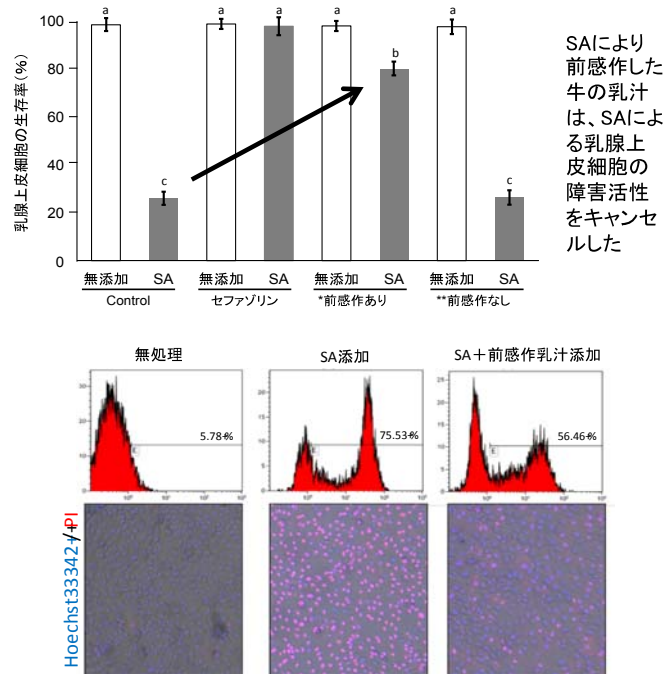 a a a a
100
80
60
40
20
0
乳腺上皮細胞の生存率(%)
c b c
無添加 SA 無添加 SA 無添加 SA 無添加 SA
Control セファゾリン *前感作あり **前感作なし
SAにより
前感作した
牛の乳汁
は、SAによ
る乳腺上
皮細胞の
障害活性
をキャンセ
ルした
無処理 SA添加 SA+前感作乳汁添加
5.78% 75.53% 56.46%
E E E
Hoechst33342+/+PI